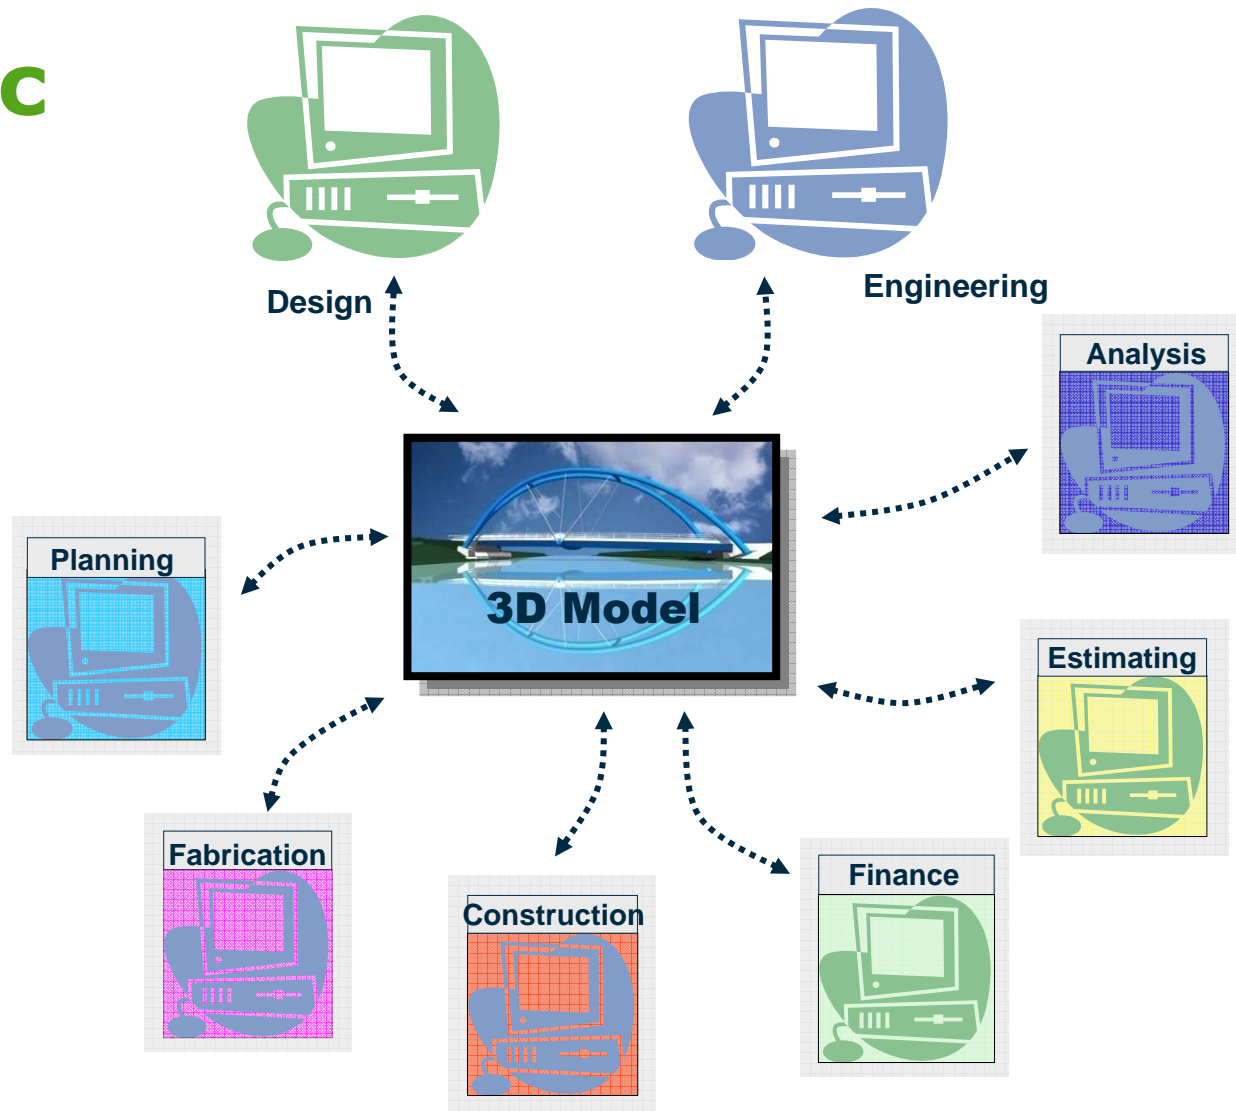 c
Design
Engineering
Analysis
3D Model
Planning
Estimating
Fabrication
Finance
Construction